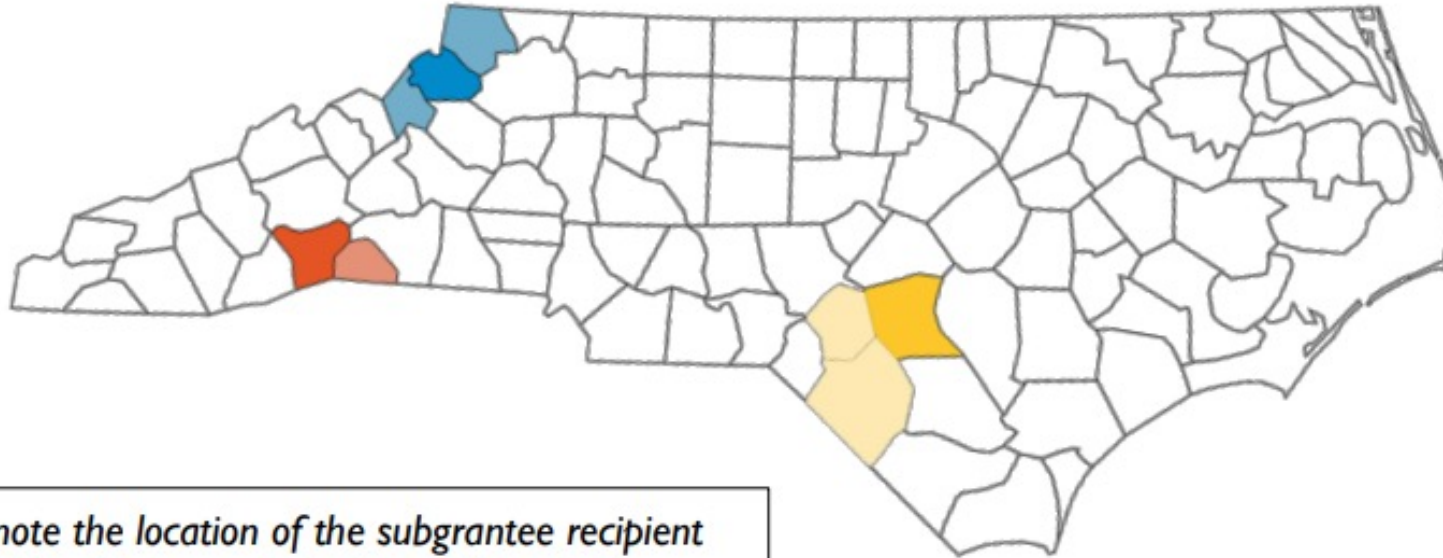 note the location of the subgrantee recipient